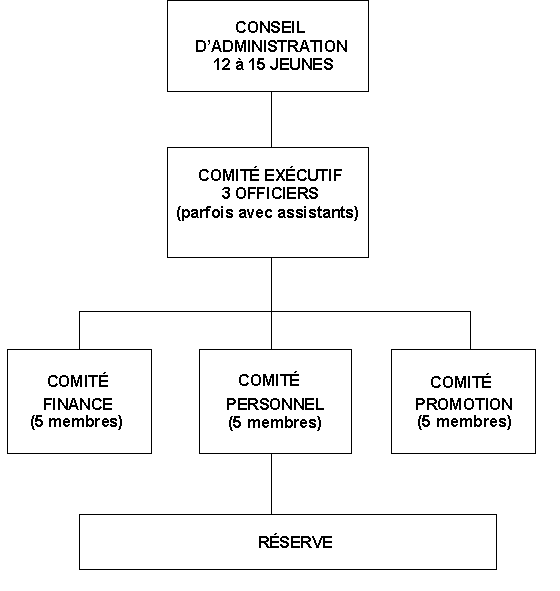 CONSEIL
D'ADMINISTRATION
12 à 15 JEUNES
COMITÉ EXÉCUTIF
3 OFFICIERS
(parfois avec assistants)
COMITÉ
FINANCE
(5 membres)
COMITÉ
PERSONNEL
(5 membres)
COMITÉ
PROMOTION
(5 membres)
RÉSERVE